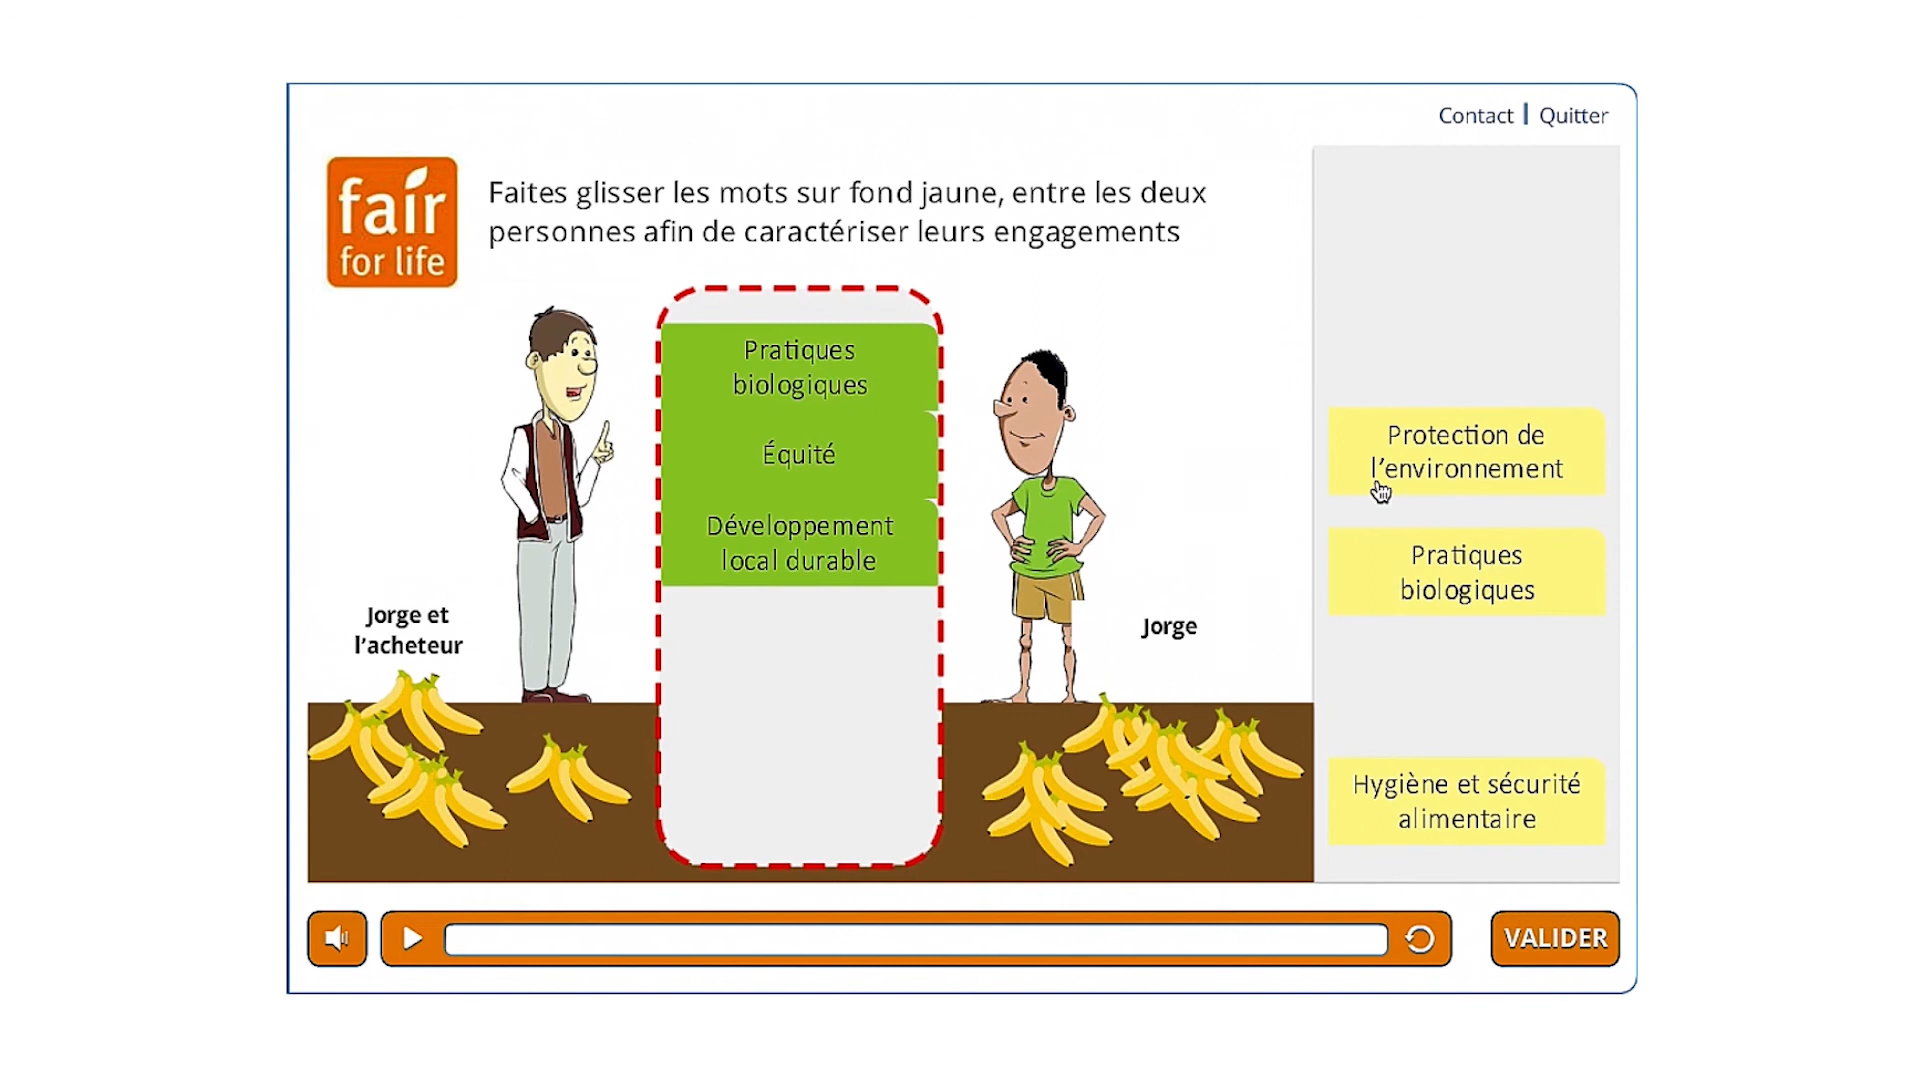 Contact | Quitter
fair
for life
Faites glisser les mots sur fond jaune, entre les deux
personnes afin de caractériser leurs engagements
Pratiques
biologiques
Équité
Développement
local durable
Jorge et
l’acheteur
Jorge
Protection de
l’environnement
Pratiques
biologiques
Hygiène et sécurité
alimentaire
VALIDER